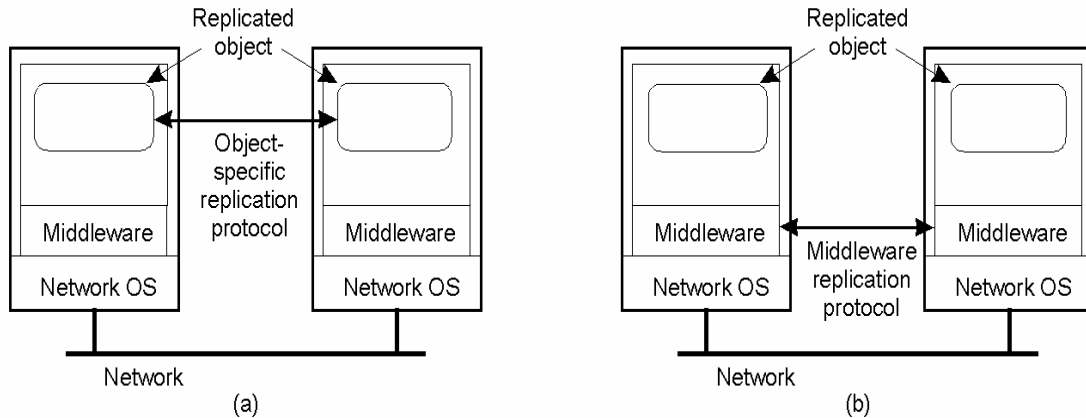 Replicated
object
Object-
specific
replication
protocol
Middleware
Middleware
Network OS
Network OS
Network
(a)
Replicated
object
Middleware
Middleware
Middleware
replication
protocol
Network OS
Network OS
Network
(b)